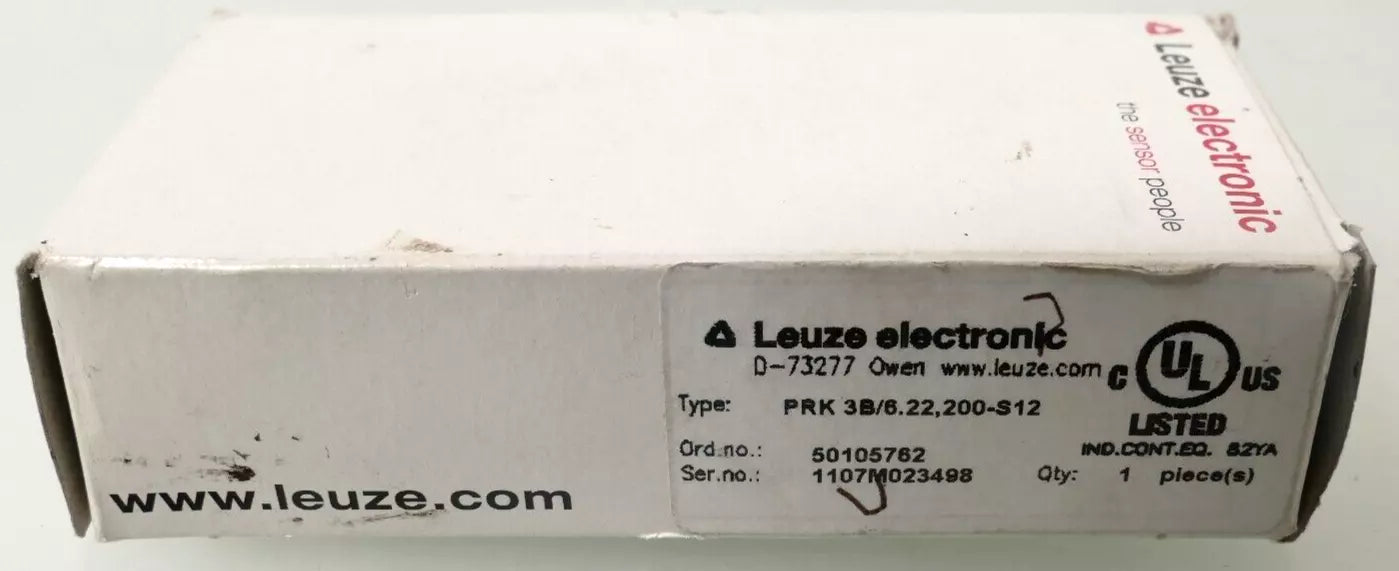 Leuze electronic
the sensor people
Leuze electronic
D-73277 Owen www.leuze.com
Type: PRK 3B/6.22,200-S12
Ord.no.: 50105762
Ser.no.: 1107M023498 Qty: 1 piece(s)
C UL US
LISTED
IND.CONT.EQ. 82YA
www.leuze.com